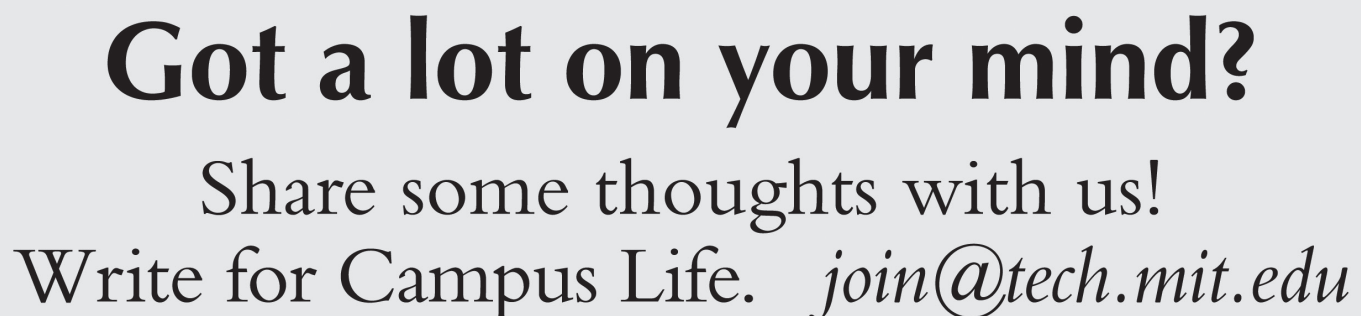 Got a lot on your mind?
Share some thoughts with us!
Write for Campus Life. join@tech.mit.edu